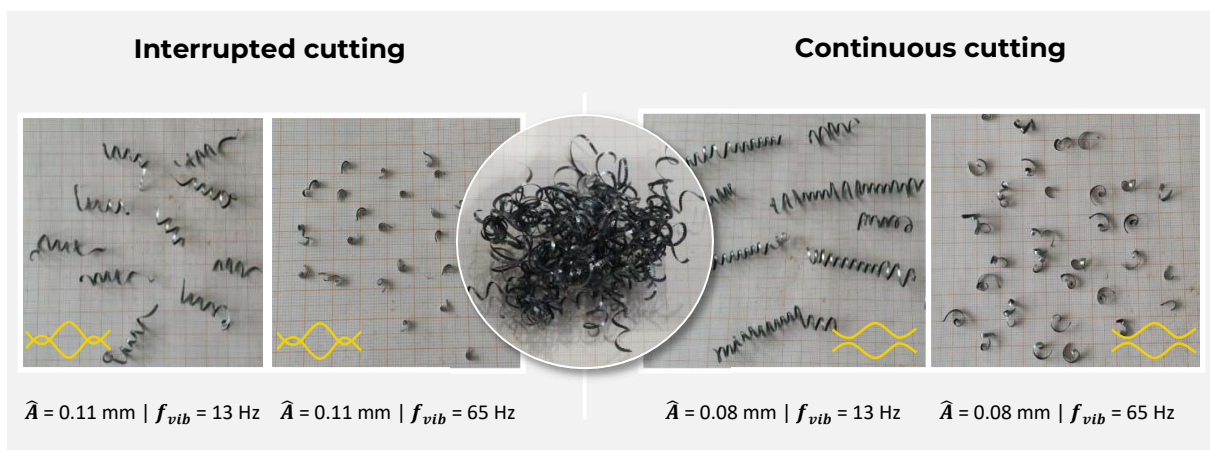 Interrupted cutting
Continuous cutting
Â = 0.11 mm | f_vib = 13 Hz
Â = 0.11 mm | f_vib = 65 Hz
Â = 0.08 mm | f_vib = 13 Hz
Â = 0.08 mm | f_vib = 65 Hz